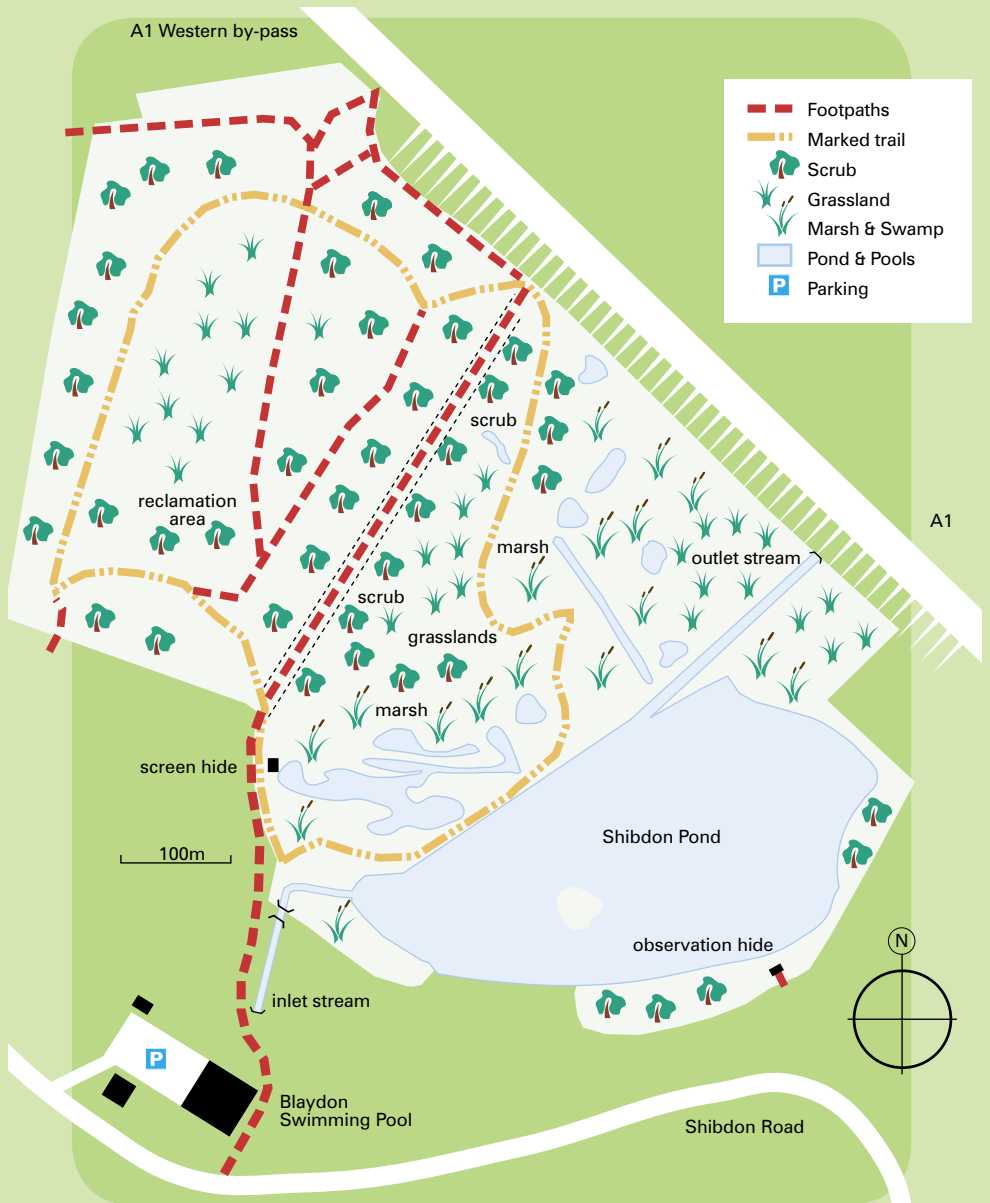 A1 Western by-pass
Footpaths
Marked trail
Scrub
Grassland
Marsh & Swamp
Pond & Pools
P
Parking
scrub
reclamation
area
marsh
A1
outlet stream
scrub
grasslands
marsh
screen hide
Shibdon Pond
100m
observation hide
N
inlet stream
P
Blaydon
Swimming Pool
Shibdon Road